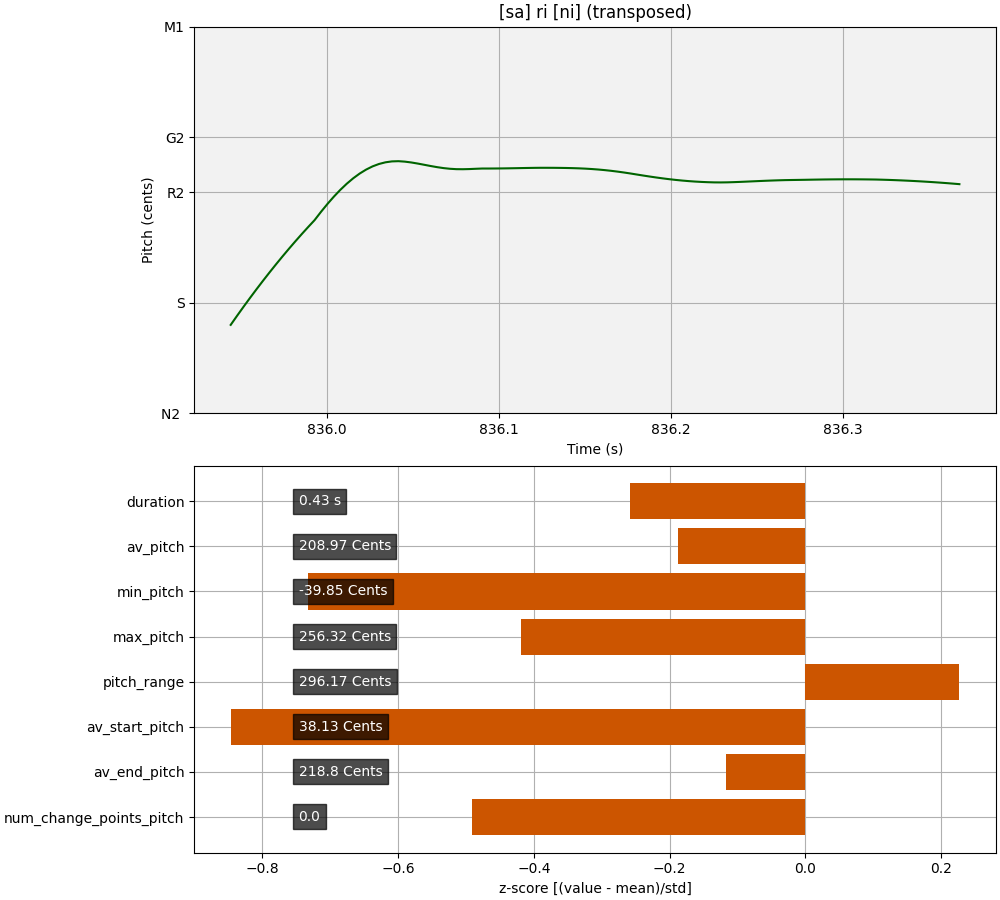 [sa] ri [ni] (transposed)
M1
G2
R2
S
N2
Pitch (cents)
836.0 836.1 836.2 836.3
Time (s)
duration 0.43 s
av_pitch 208.97 Cents
min_pitch -39.85 Cents
max_pitch 256.32 Cents
pitch_range 296.17 Cents
av_start_pitch 38.13 Cents
av_end_pitch 218.8 Cents
num_change_points_pitch 0.0
−0.8 −0.6 −0.4 −0.2 0.0 0.2
z-score [(value - mean)/std]